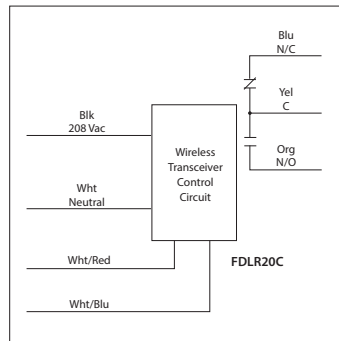 Blu
N/C
Yel
C
Org
N/O
Blk
208 Vac
Wht
Neutral
Wht/Red
Wht/Blu
Wireless
Transceiver
Control
Circuit
FDLR20C